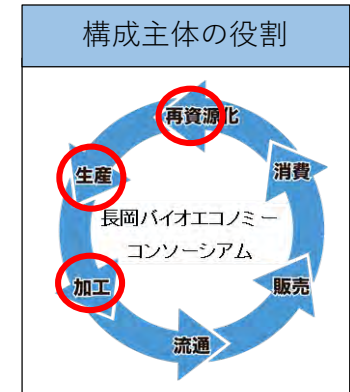 構成主体の役割
再資源化
生産
消費
長岡バイオエコノミー
コンソーシアム
加工
販売
流通